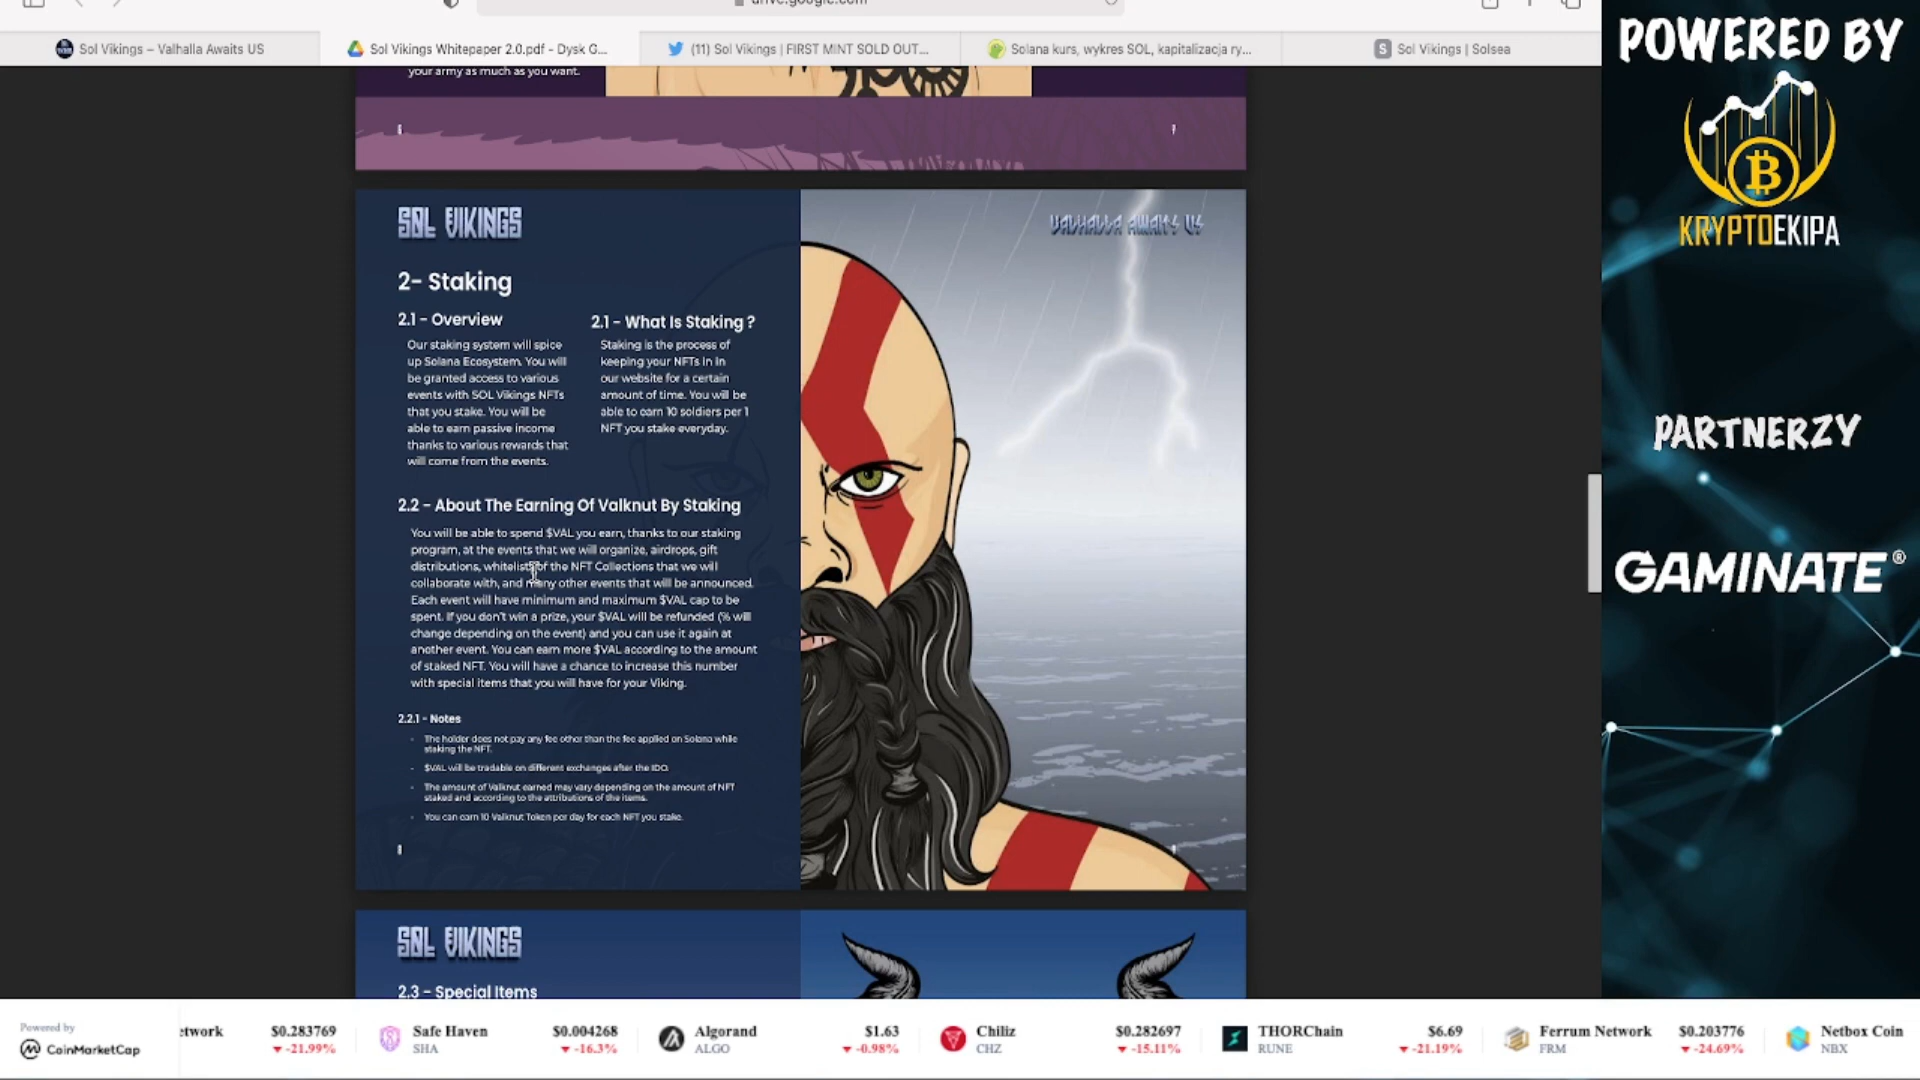 drive.google.com
Sol Vikings – Valhalla Awaits US
Sol Vikings Whitepaper 2.0.pdf - Dysk G...
(11) Sol Vikings | FIRST MINT SOLD OUT...
Solana kurs, wykres SOL, kapitalizacja ry...
S Sol Vikings | Solsea
your army as much as you want.
SOL VIKINGS
VALHALLA AWAITS US
2- Staking
2.1 - Overview
Our staking system will spice
up Solana Ecosystem. You will
be granted access to various
events with SOL Vikings NFTs
that you stake. You will be
able to earn passive income
thanks to various rewards that
will come from the events.
2.1 - What Is Staking ?
Staking is the process of
keeping your NFTs in in
our website for a certain
amount of time. You will be
able to earn 10 soldiers per 1
NFT you stake everyday.
2.2 - About The Earning Of Valknut By Staking
You will be able to spend $VAL you earn, thanks to our staking
program, at the events that we will organize, airdrops, gift
distributions, whitelists of the NFT Collections that we will
collaborate with, and many other events that will be announced.
Each event will have minimum and maximum $VAL cap to be
spent. If you don't win a prize, your $VAL will be refunded (% will
change depending on the event) and you can use it again at
another event. You can earn more $VAL according to the amount
of staked NFT. You will have a chance to increase this number
with special items that you will have for your Viking.
2.2.1 - Notes
- The holder does not pay any fee other than the fee applied on Solana while
staking the NFT.
- $VAL will be tradable on different exchanges after the IDO.
- The amount of Valknut earned may vary depending on the amount of NFT
staked and according to the attributions of the items.
- You can earn 10 Valknut Token per day for each NFT you stake.
SOL VIKINGS
2.3 - Special Items
POWERED BY
KRYPTOEKIPA
PARTNERZY
GAMINATE®
Powered by
CoinMarketCap
etwork $0.283769
▼ -21.99%
Safe Haven $0.004268
SHA ▼ -16.3%
Algorand $1.63
ALGO ▼ -0.98%
Chiliz $0.282697
CHZ ▼ -15.11%
THORChain $6.69
RUNE ▼ -21.19%
Ferrum Network $0.203776
FRM ▼ -24.69%
Netbox Coin
NBX